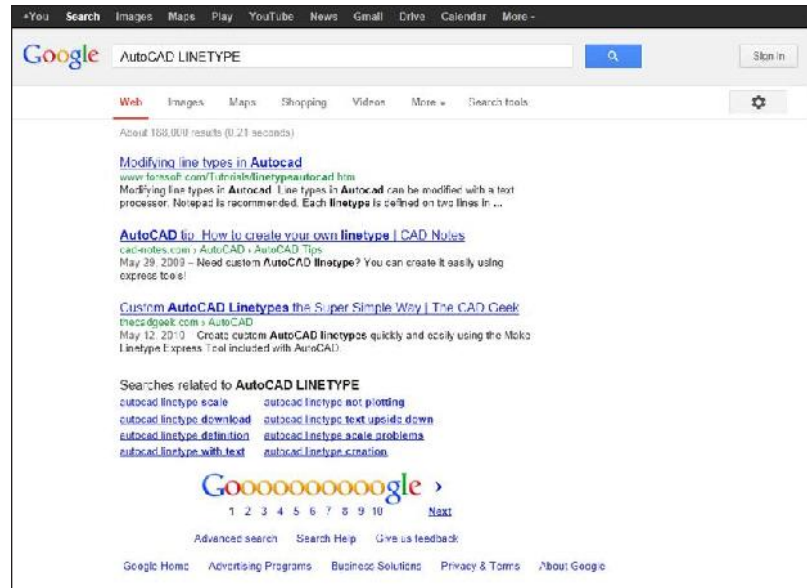 +You Search Images Maps Play YouTube News Gmail Drive Calendar More -
Google AutoCAD LINETYPE Sign in
Web Images Maps Shopping Videos More Search tools
About 188,000 results (0.21 seconds)
Modifying line types in Autocad
www.foresoft.com/Tutorials/linetypeautocad.htm
Modifying line types in Autocad. Line types in Autocad can be modified with a text
processor. Notepad is recommended. Each linetype is defined on two lines in ...
AutoCAD tip: How to create your own linetype | CAD Notes
cad-notes.com › AutoCAD › AutoCAD Tips
May 29, 2009 – Need custom AutoCAD linetype? You can create it easily using
express tools!
Custom AutoCAD Linetypes the Super Simple Way | The CAD Geek
thecadgeek.com › AutoCAD
May 12, 2010 – Create custom AutoCAD linetypes quickly and easily using the Make
Linetype Express Tool included with AutoCAD.
Searches related to AutoCAD LINETYPE
autocad linetype scale autocad linetype not plotting
autocad linetype download autocad linetype text upside down
autocad linetype definition autocad linetype scale problems
autocad linetype with text autocad linetype creation
Goooooooooogle ›
1 2 3 4 5 6 7 8 9 10 Next
Advanced search Search Help Give us feedback
Google Home Advertising Programs Business Solutions Privacy & Terms About Google